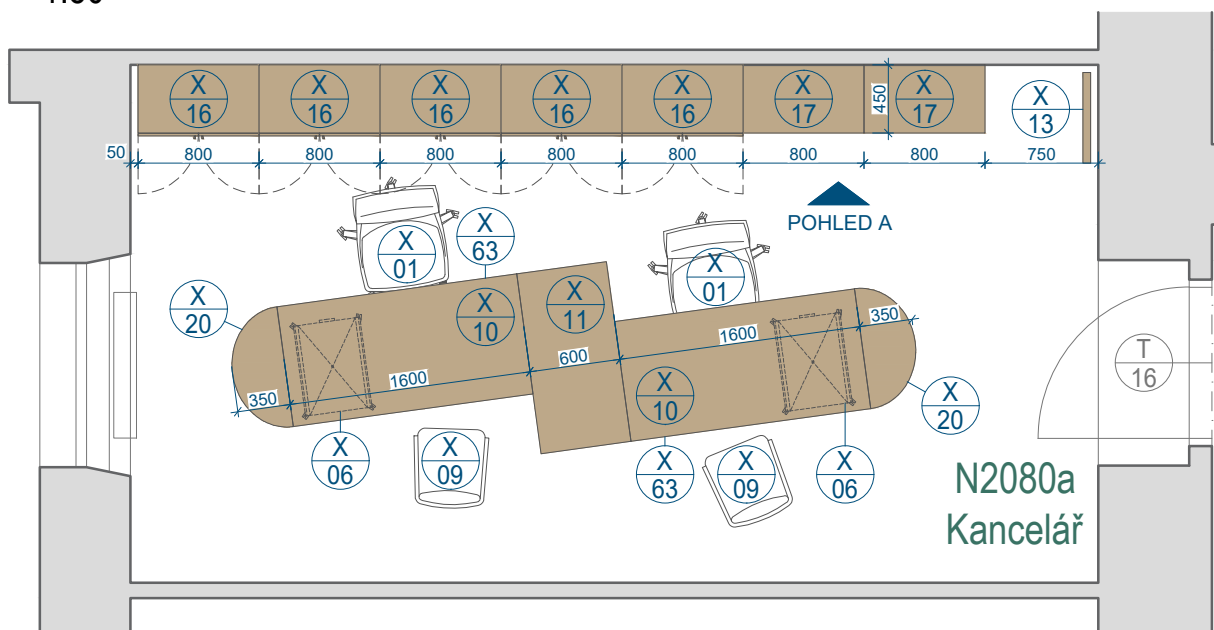 X X X X X X X X
16 16 16 16 16 17 17 13
450
50 800 800 800 800 800 800 800 750
POHLED A
X
63
X
01
X
01
X
20
X
10
X
11
350 1600 600 1600 350
T
16
X
10
X
20
X
06
X
09
X
63
X
09
X
06
N2080a
Kancelář